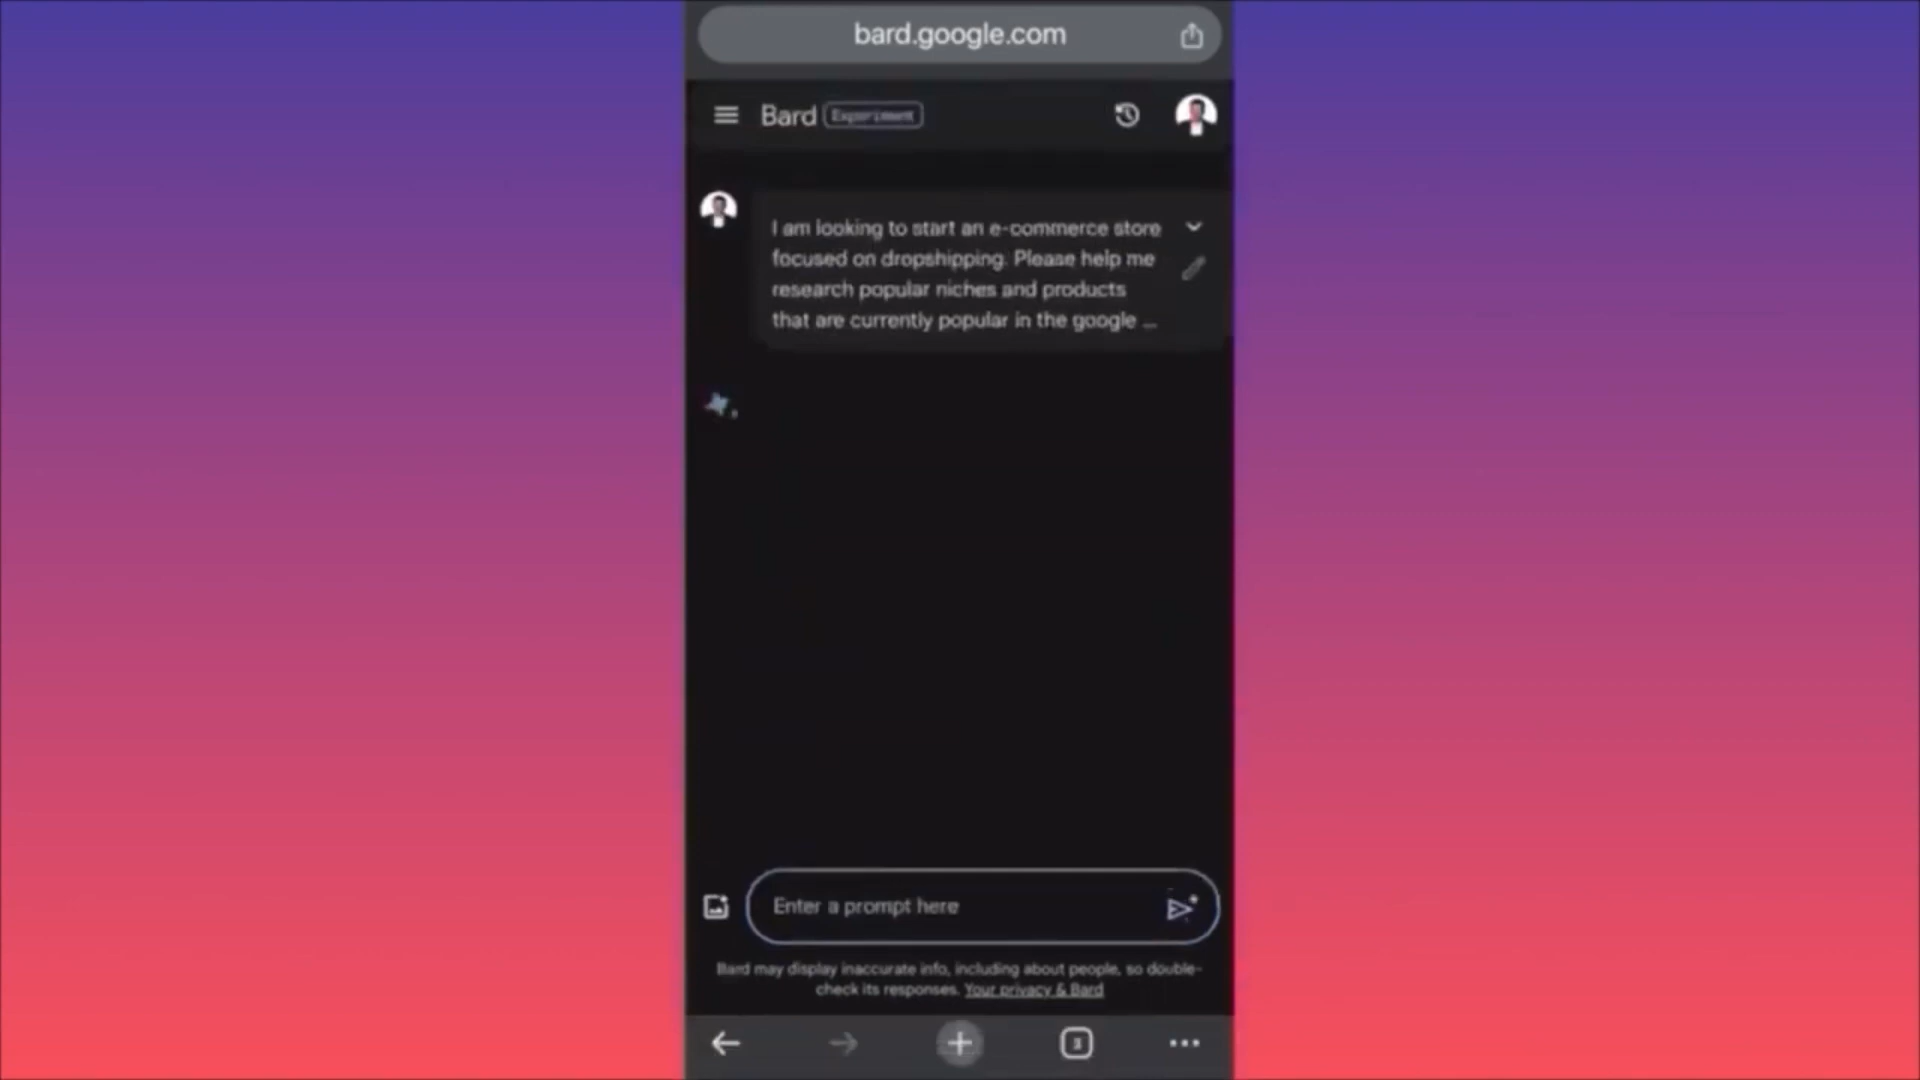 bard.google.com
Bard Experiment
I am looking to start an e-commerce store
focused on dropshipping. Please help me
research popular niches and products
that are currently popular in the google ...
Enter a prompt here
Bard may display inaccurate info, including about people, so double-
check its responses. Your privacy & Bard
3